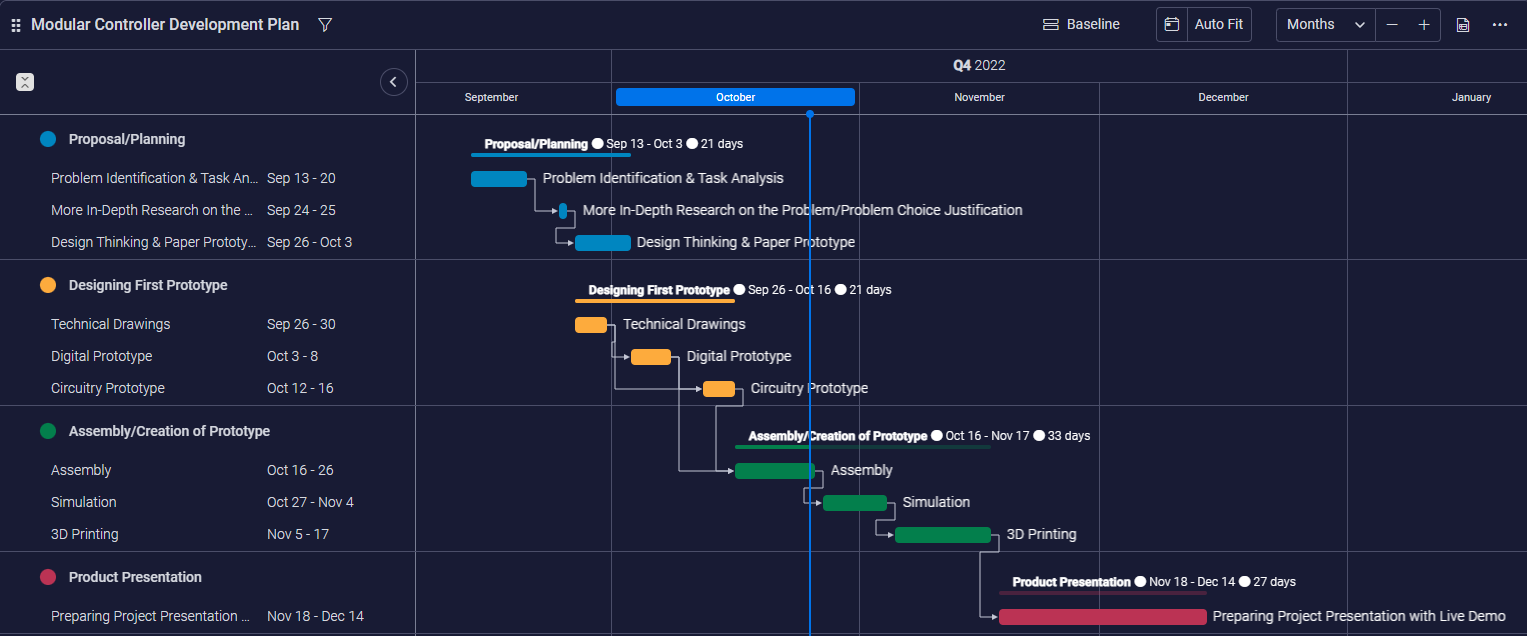 Modular Controller Development Plan Baseline Auto Fit Months
Q4 2022
September October November December January
Proposal/Planning Proposal/Planning Sep 13 - Oct 3 21 days
Problem Identification & Task An... Sep 13 - 20 Problem Identification & Task Analysis
More In-Depth Research on the ... Sep 24 - 25 More In-Depth Research on the Problem/Problem Choice Justification
Design Thinking & Paper Prototy... Sep 26 - Oct 3 Design Thinking & Paper Prototype
Designing First Prototype Designing First Prototype Sep 26 - Oct 16 21 days
Technical Drawings Sep 26 - 30 Technical Drawings
Digital Prototype Oct 3 - 8 Digital Prototype
Circuitry Prototype Oct 12 - 16 Circuitry Prototype
Assembly/Creation of Prototype Assembly/Creation of Prototype Oct 16 - Nov 17 33 days
Assembly Oct 16 - 26 Assembly
Simulation Oct 27 - Nov 4 Simulation
3D Printing Nov 5 - 17 3D Printing
Product Presentation Product Presentation Nov 18 - Dec 14 27 days
Preparing Project Presentation ... Nov 18 - Dec 14 Preparing Project Presentation with Live Demo